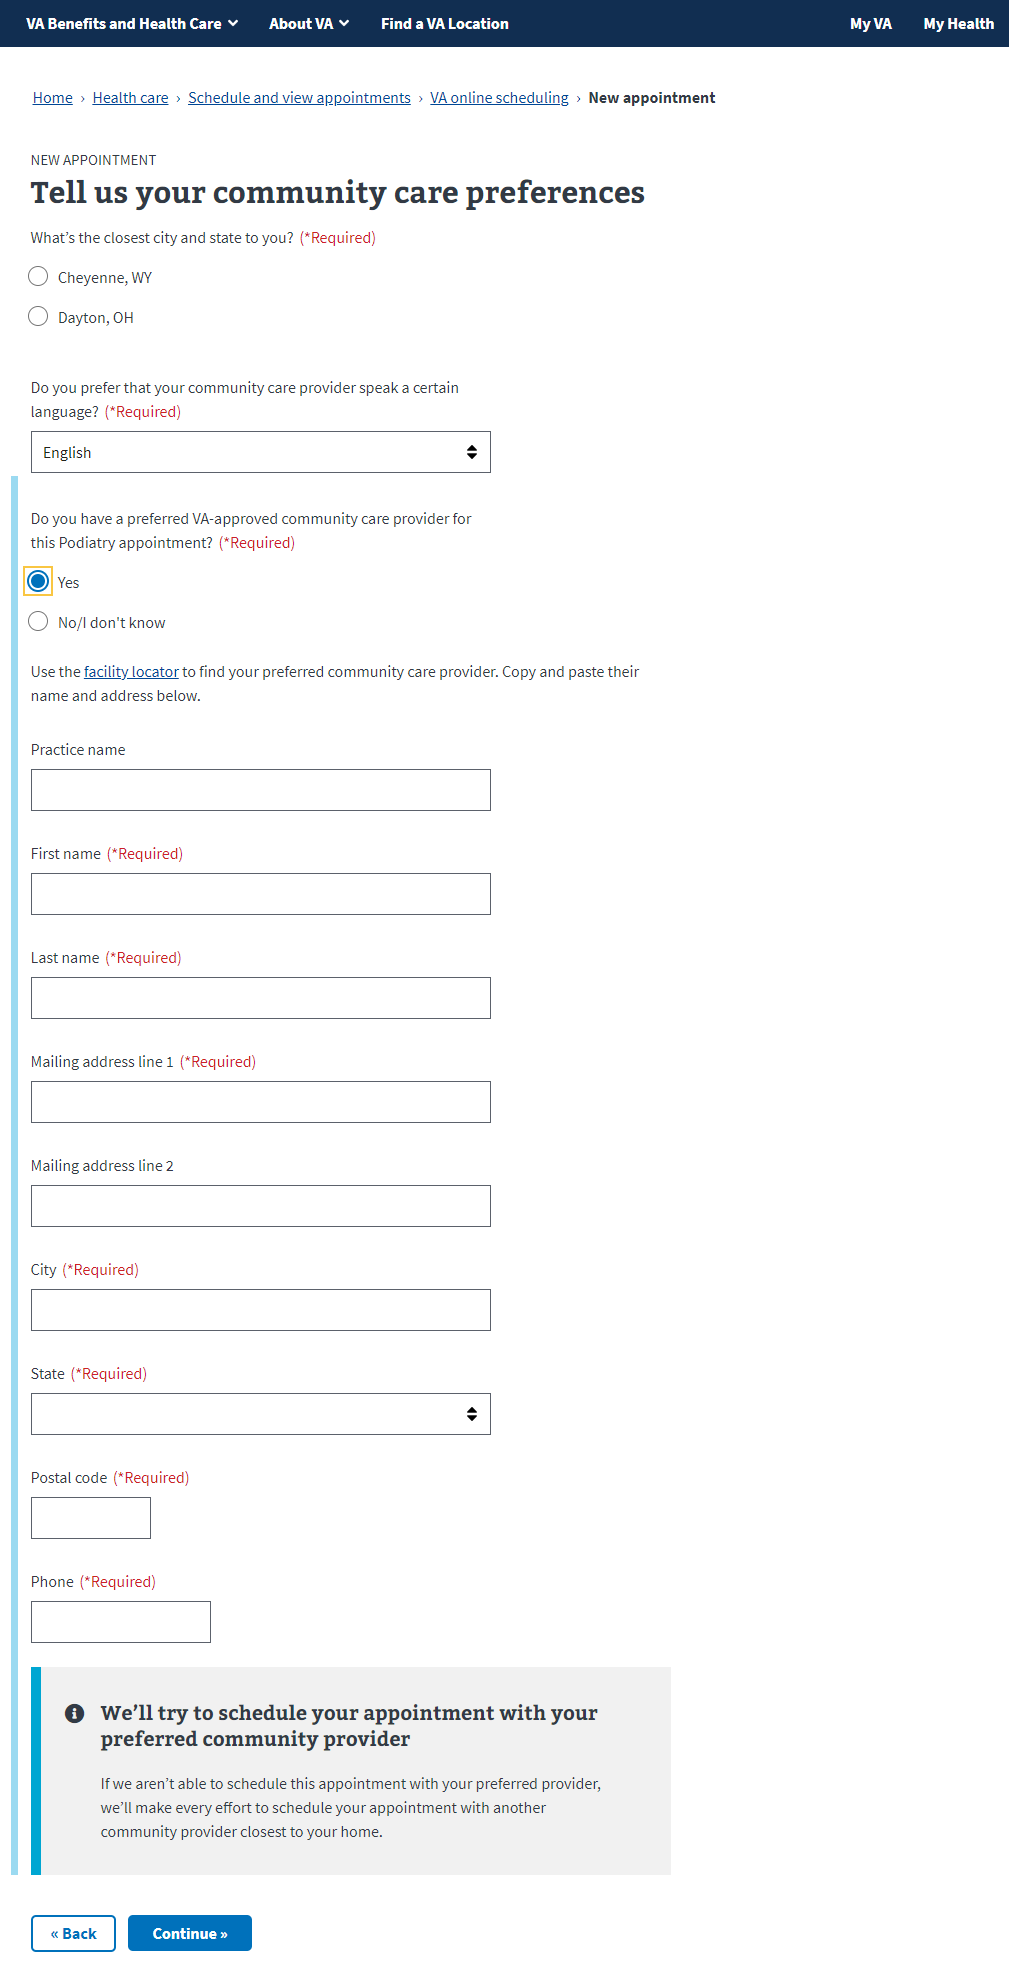 VA Benefits and Health Care About VA Find a VA Location My VA My Health
Home › Health care › Schedule and view appointments › VA online scheduling › New appointment
NEW APPOINTMENT
Tell us your community care preferences
What’s the closest city and state to you? (*Required)
Cheyenne, WY
Dayton, OH
Do you prefer that your community care provider speak a certain
language? (*Required)
English
Do you have a preferred VA-approved community care provider for
this Podiatry appointment? (*Required)
Yes
No/I don't know
Use the facility locator to find your preferred community care provider. Copy and paste their
name and address below.
Practice name
First name (*Required)
Last name (*Required)
Mailing address line 1 (*Required)
Mailing address line 2
City (*Required)
State (*Required)
Postal code (*Required)
Phone (*Required)
We’ll try to schedule your appointment with your
preferred community provider
If we aren’t able to schedule this appointment with your preferred provider,
we’ll make every effort to schedule your appointment with another
community provider closest to your home.
« Back Continue »